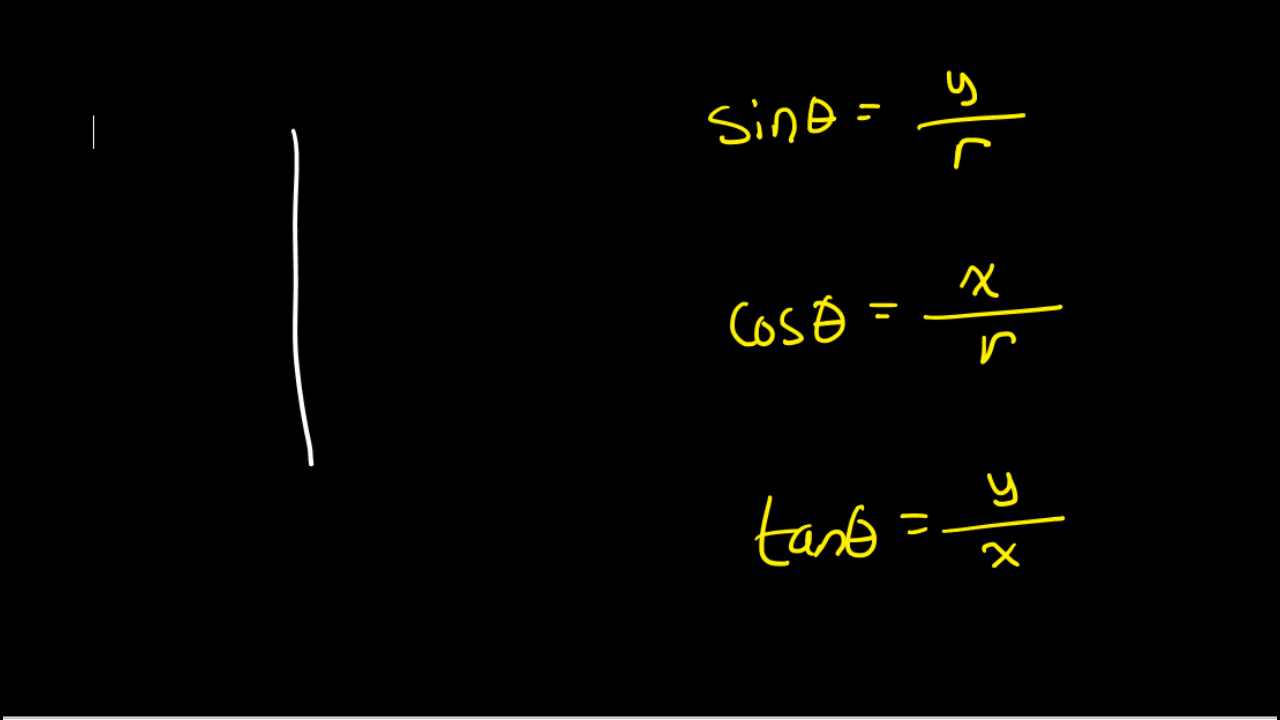 sinθ = y/r
cosθ = x/r
tanθ = y/x